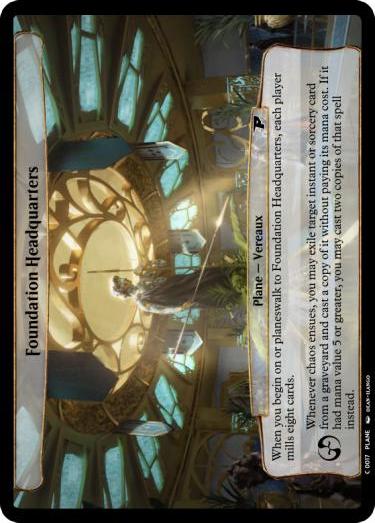 Foundation Headquarters
Plane — Vereaux
When you begin on or planeswalk to Foundation Headquarters, each player
mills eight cards.
Whenever chaos ensues, you may exile target instant or sorcery card
from a graveyard and cast a copy of it without paying its mana cost. If it
had mana value 5 or greater, you may cast two copies of that spell
instead.
C 0017 PLANE DEAN-ISANGO